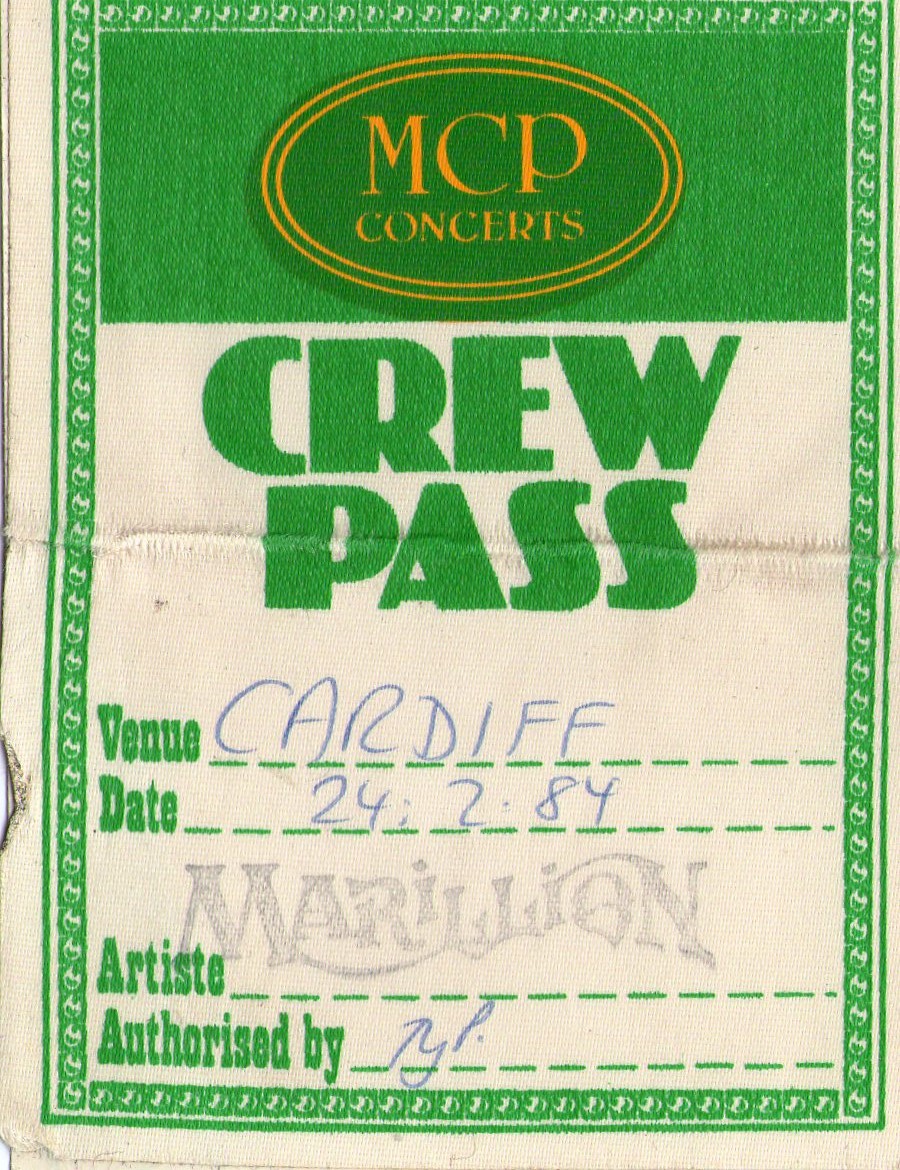 MCP
CONCERTS
CREW
PASS
Venue CARDIFF
Date 24: 2: 84
MARiLLiON
Artiste
Authorised by